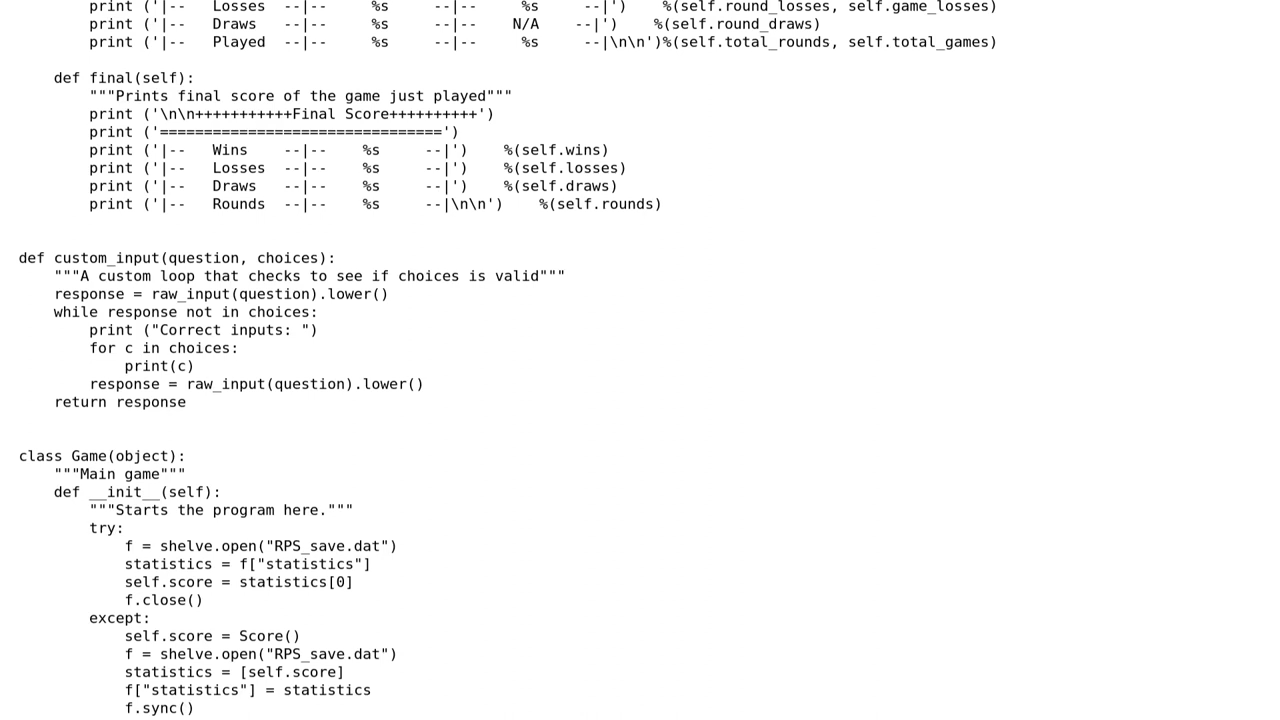 print ('|--   Losses  --|--     %s     --|--     %s     --|')    %(self.round_losses, self.game_losses)
        print ('|--   Draws   --|--     %s     --|--    N/A    --|')    %(self.round_draws)
        print ('|--   Played  --|--     %s     --|--     %s     --|\n\n')%(self.total_rounds, self.total_games)

    def final(self):
        """Prints final score of the game just played"""
        print ('\n\n+++++++++++Final Score++++++++++')
        print ('================================')
        print ('|--   Wins    --|--    %s     --|')    %(self.wins)
        print ('|--   Losses  --|--    %s     --|')    %(self.losses)
        print ('|--   Draws   --|--    %s     --|')    %(self.draws)
        print ('|--   Rounds  --|--    %s     --|\n\n')    %(self.rounds)


def custom_input(question, choices):
    """A custom loop that checks to see if choices is valid"""
    response = raw_input(question).lower()
    while response not in choices:
        print ("Correct inputs: ")
        for c in choices:
            print(c)
        response = raw_input(question).lower()
    return response


class Game(object):
    """Main game"""
    def __init__(self):
        """Starts the program here."""
        try:
            f = shelve.open("RPS_save.dat")
            statistics = f["statistics"]
            self.score = statistics[0]
            f.close()
        except:
            self.score = Score()
            f = shelve.open("RPS_save.dat")
            statistics = [self.score]
            f["statistics"] = statistics
            f.sync()